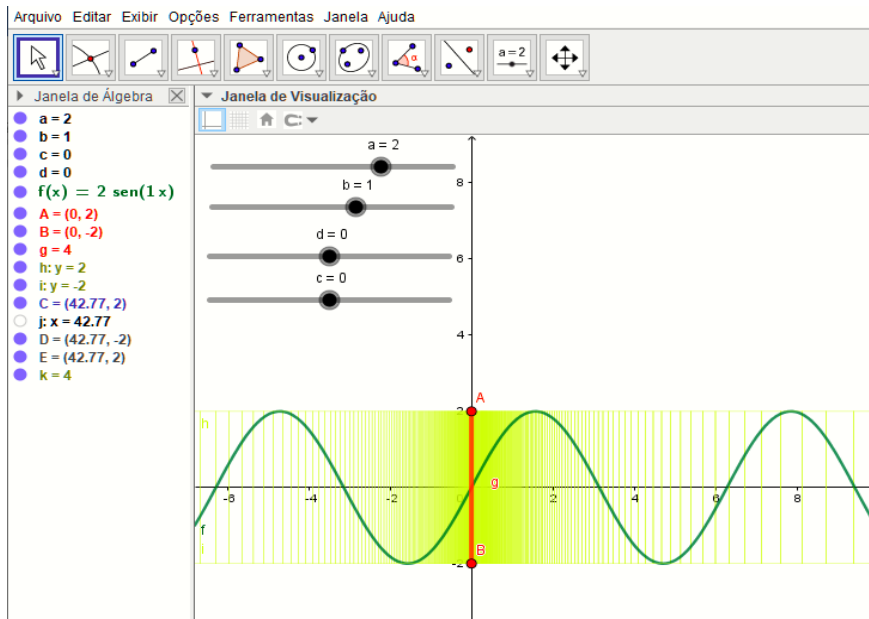 Arquivo Editar Exibir Opções Ferramentas Janela Ajuda
α
a = 2
Janela de Álgebra
Janela de Visualização
a = 2
b = 1
c = 0
d = 0
f(x) = 2 sen(1 x)
A = (0, 2)
B = (0, -2)
g = 4
h: y = 2
i: y = -2
C = (42.77, 2)
j: x = 42.77
D = (42.77, -2)
E = (42.77, 2)
k = 4
a = 2
b = 1
d = 0
c = 0
8
6
4
A
2
h
g
-6 -4 -2 0 2 4 6 8
f
i
B
-2